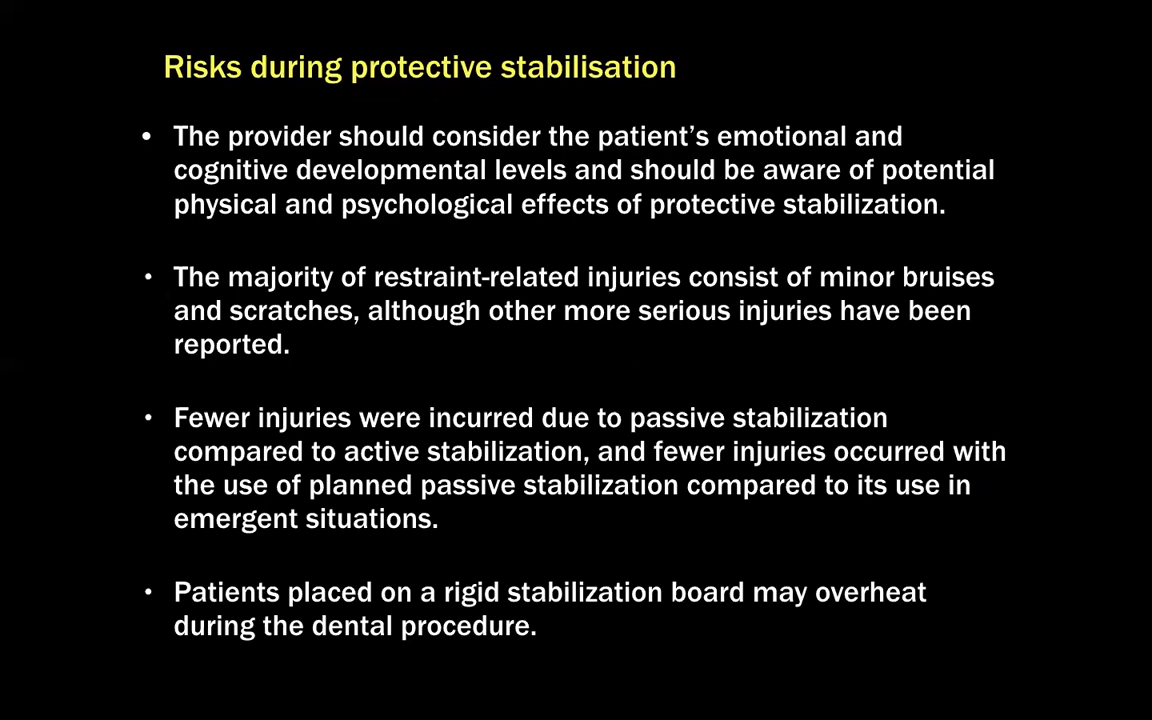 Risks during protective stabilisation
• The provider should consider the patient’s emotional and
cognitive developmental levels and should be aware of potential
physical and psychological effects of protective stabilization.
• The majority of restraint-related injuries consist of minor bruises
and scratches, although other more serious injuries have been
reported.
• Fewer injuries were incurred due to passive stabilization
compared to active stabilization, and fewer injuries occurred with
the use of planned passive stabilization compared to its use in
emergent situations.
• Patients placed on a rigid stabilization board may overheat
during the dental procedure.